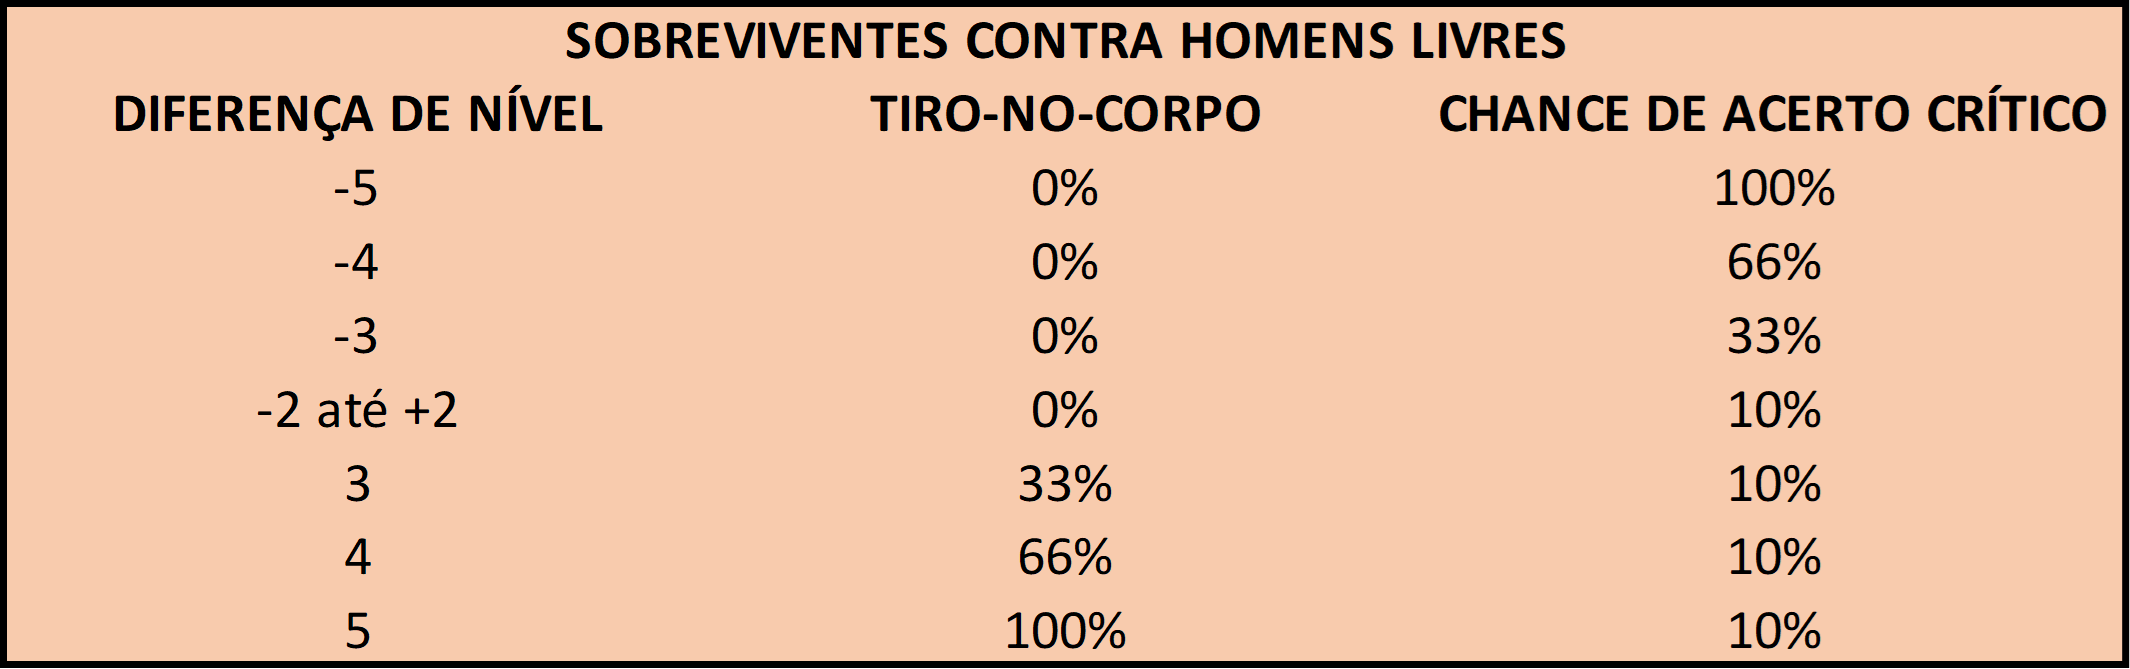 SOBREVIVENTES CONTRA HOMENS LIVRES
DIFERENÇA DE NÍVEL TIRO-NO-CORPO CHANCE DE ACERTO CRÍTICO
-5 0% 100%
-4 0% 66%
-3 0% 33%
-2 até +2 0% 10%
3 33% 10%
4 66% 10%
5 100% 10%